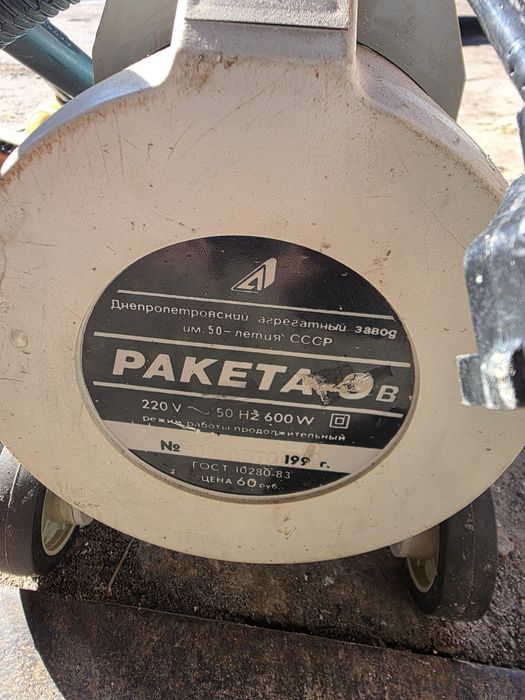 Днепропетровский агрегатный завод
им. 50-летия СССР
РАКЕТА
В
220 V ~ 50 Hz 600 W
режим работы продолжительный
№ 199 г.
ГОСТ 10280-83
ЦЕНА 60 руб.